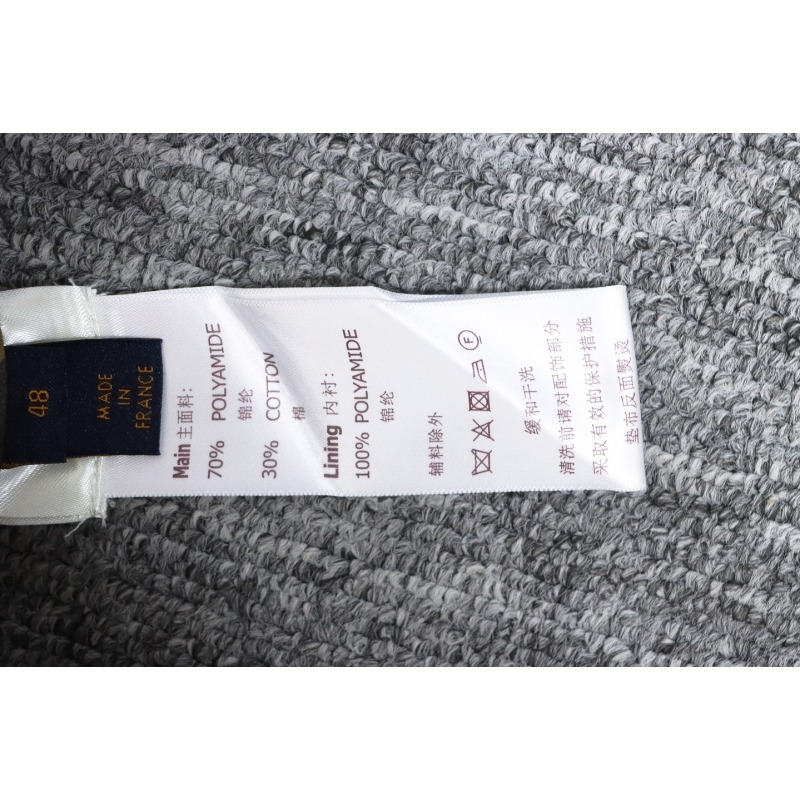 48
MADE
IN
FRANCE
Main 主面料:
70% POLYAMIDE
锦纶
30% COTTON
棉
Lining 内衬:
100% POLYAMIDE
锦纶
辅料除外
F
缓和干洗
清洗前请对配饰部分
采取有效的保护措施
垫布反面熨烫